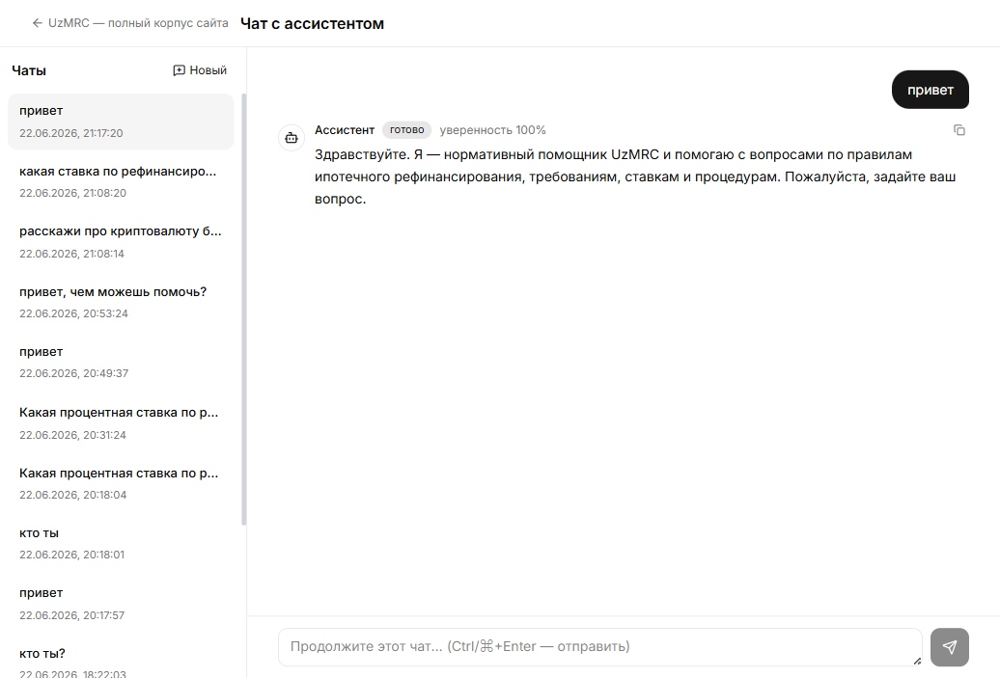 ← UzMRC — полный корпус сайта Чат с ассистентом
Чаты
Новый
привет
22.06.2026, 21:17:20
какая ставка по рефинансиро...
22.06.2026, 21:08:20
расскажи про криптовалюту б...
22.06.2026, 21:08:14
привет, чем можешь помочь?
22.06.2026, 20:53:24
привет
22.06.2026, 20:49:37
Какая процентная ставка по р...
22.06.2026, 20:31:24
Какая процентная ставка по р...
22.06.2026, 20:18:04
кто ты
22.06.2026, 20:18:01
привет
22.06.2026, 20:17:57
кто ты?
22.06.2026, 18:22:03
привет
Ассистент готово уверенность 100%
Здравствуйте. Я — нормативный помощник UzMRC и помогаю с вопросами по правилам
ипотечного рефинансирования, требованиям, ставкам и процедурам. Пожалуйста, задайте ваш
вопрос.
Продолжите этот чат... (Ctrl/⌘+Enter — отправить)